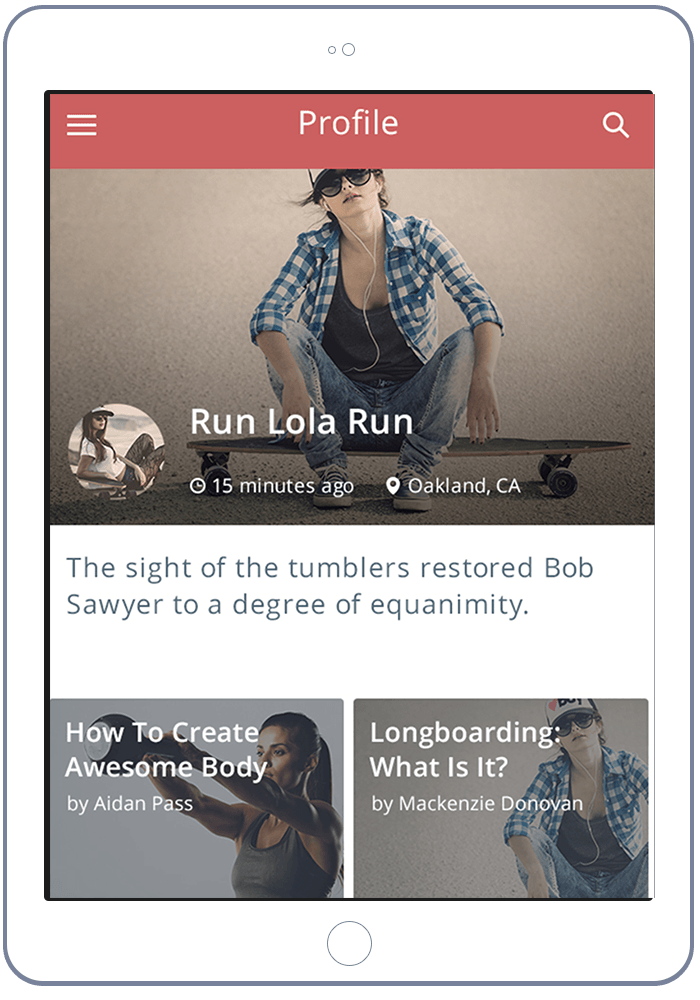 Profile
Run Lola Run
15 minutes ago
Oakland, CA
The sight of the tumblers restored Bob
Sawyer to a degree of equanimity.
How To Create
Awesome Body
by Aidan Pass
Longboarding:
What Is It?
by Mackenzie Donovan